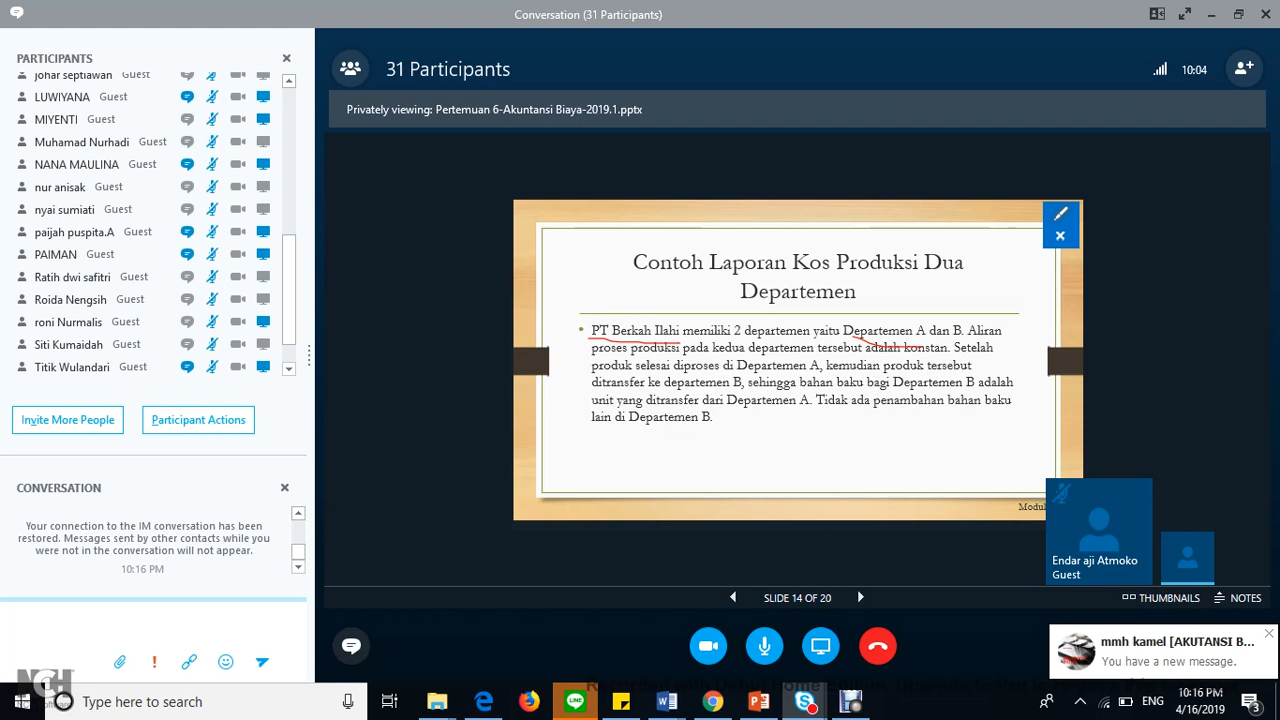 Conversation (31 Participants)
PARTICIPANTS
johar septiawan Guest
LUWIYANA Guest
MIYENTI Guest
Muhamad Nurhadi Guest
NANA MAULINA Guest
nur anisak Guest
nyai sumiati Guest
paijah puspita.A Guest
PAIMAN Guest
Ratih dwi safitri Guest
Roida Nengsih Guest
roni Nurmalis Guest
Siti Kumaidah Guest
Titik Wulandari Guest
Invite More People
Participant Actions
CONVERSATION
Your connection to the IM conversation has been
restored. Messages sent by other contacts while you
were not in the conversation will not appear.
10:16 PM
31 Participants
10:04
Privately viewing: Pertemuan 6-Akuntansi Biaya-2019.1.pptx
Contoh Laporan Kos Produksi Dua
Departemen
• PT Berkah Ilahi memiliki 2 departemen yaitu Departemen A dan B. Aliran
proses produksi pada kedua departemen tersebut adalah konstan. Setelah
produk selesai diproses di Departemen A, kemudian produk tersebut
ditransfer ke departemen B, sehingga bahan baku bagi Departemen B adalah
unit yang ditransfer dari Departemen A. Tidak ada penambahan bahan baku
lain di Departemen B.
Modul
Endar aji Atmoko
Guest
SLIDE 14 OF 20
THUMBNAILS
NOTES
mmh kamel [AKUTANSI B...
You have a new message.
NCH
Type here to search
ENG
10:16 PM
4/16/2019
3